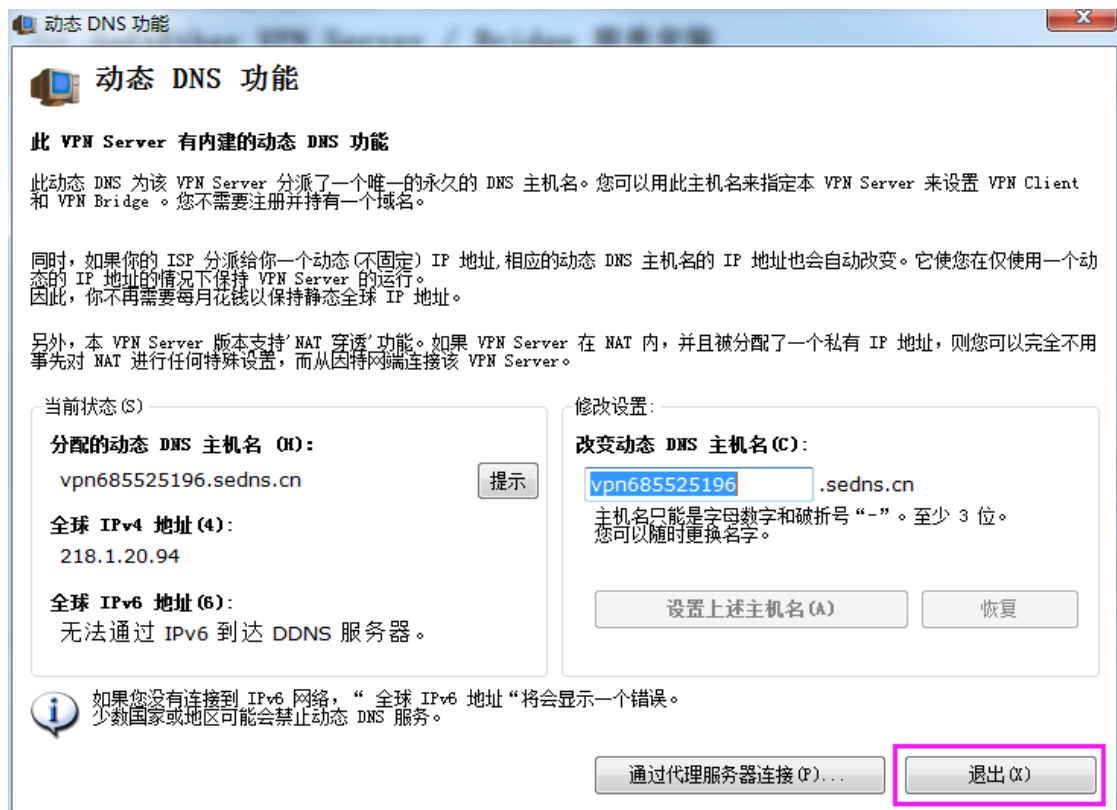 动态 DNS 功能
动态 DNS 功能
此 VPN Server 有内建的动态 DNS 功能
此动态 DNS 为该 VPN Server 分派了一个唯一的永久的 DNS 主机名。您可以用此主机名来指定本 VPN Server 来设置 VPN Client
和 VPN Bridge 。您不需要注册并持有一个域名。
同时，如果你的 ISP 分派给你一个动态(不固定) IP 地址,相应的动态 DNS 主机名的 IP 地址也会自动改变。它使您在仅使用一个动
态的 IP 地址的情况下保持 VPN Server 的运行。
因此，你不再需要每月花钱以保持静态全球 IP 地址。
另外，本 VPN Server 版本支持'NAT 穿透'功能。如果 VPN Server 在 NAT 内，并且被分配了一个私有 IP 地址，则您可以完全不用
事先对 NAT 进行任何特殊设置，而从因特网端连接该 VPN Server。
当前状态(S)
分配的动态 DNS 主机名 (H):
vpn685525196.sedns.cn
提示
全球 IPv4 地址(4):
218.1.20.94
全球 IPv6 地址(6):
无法通过 IPv6 到达 DDNS 服务器。
修改设置:
改变动态 DNS 主机名(C):
vpn685525196 .sedns.cn
主机名只能是字母数字和破折号“-”。至少 3 位。
您可以随时更换名字。
设置上述主机名(A)
恢复
如果您没有连接到 IPv6 网络，“ 全球 IPv6 地址“将会显示一个错误。
少数国家或地区可能会禁止动态 DNS 服务。
通过代理服务器连接(P)...
退出(X)